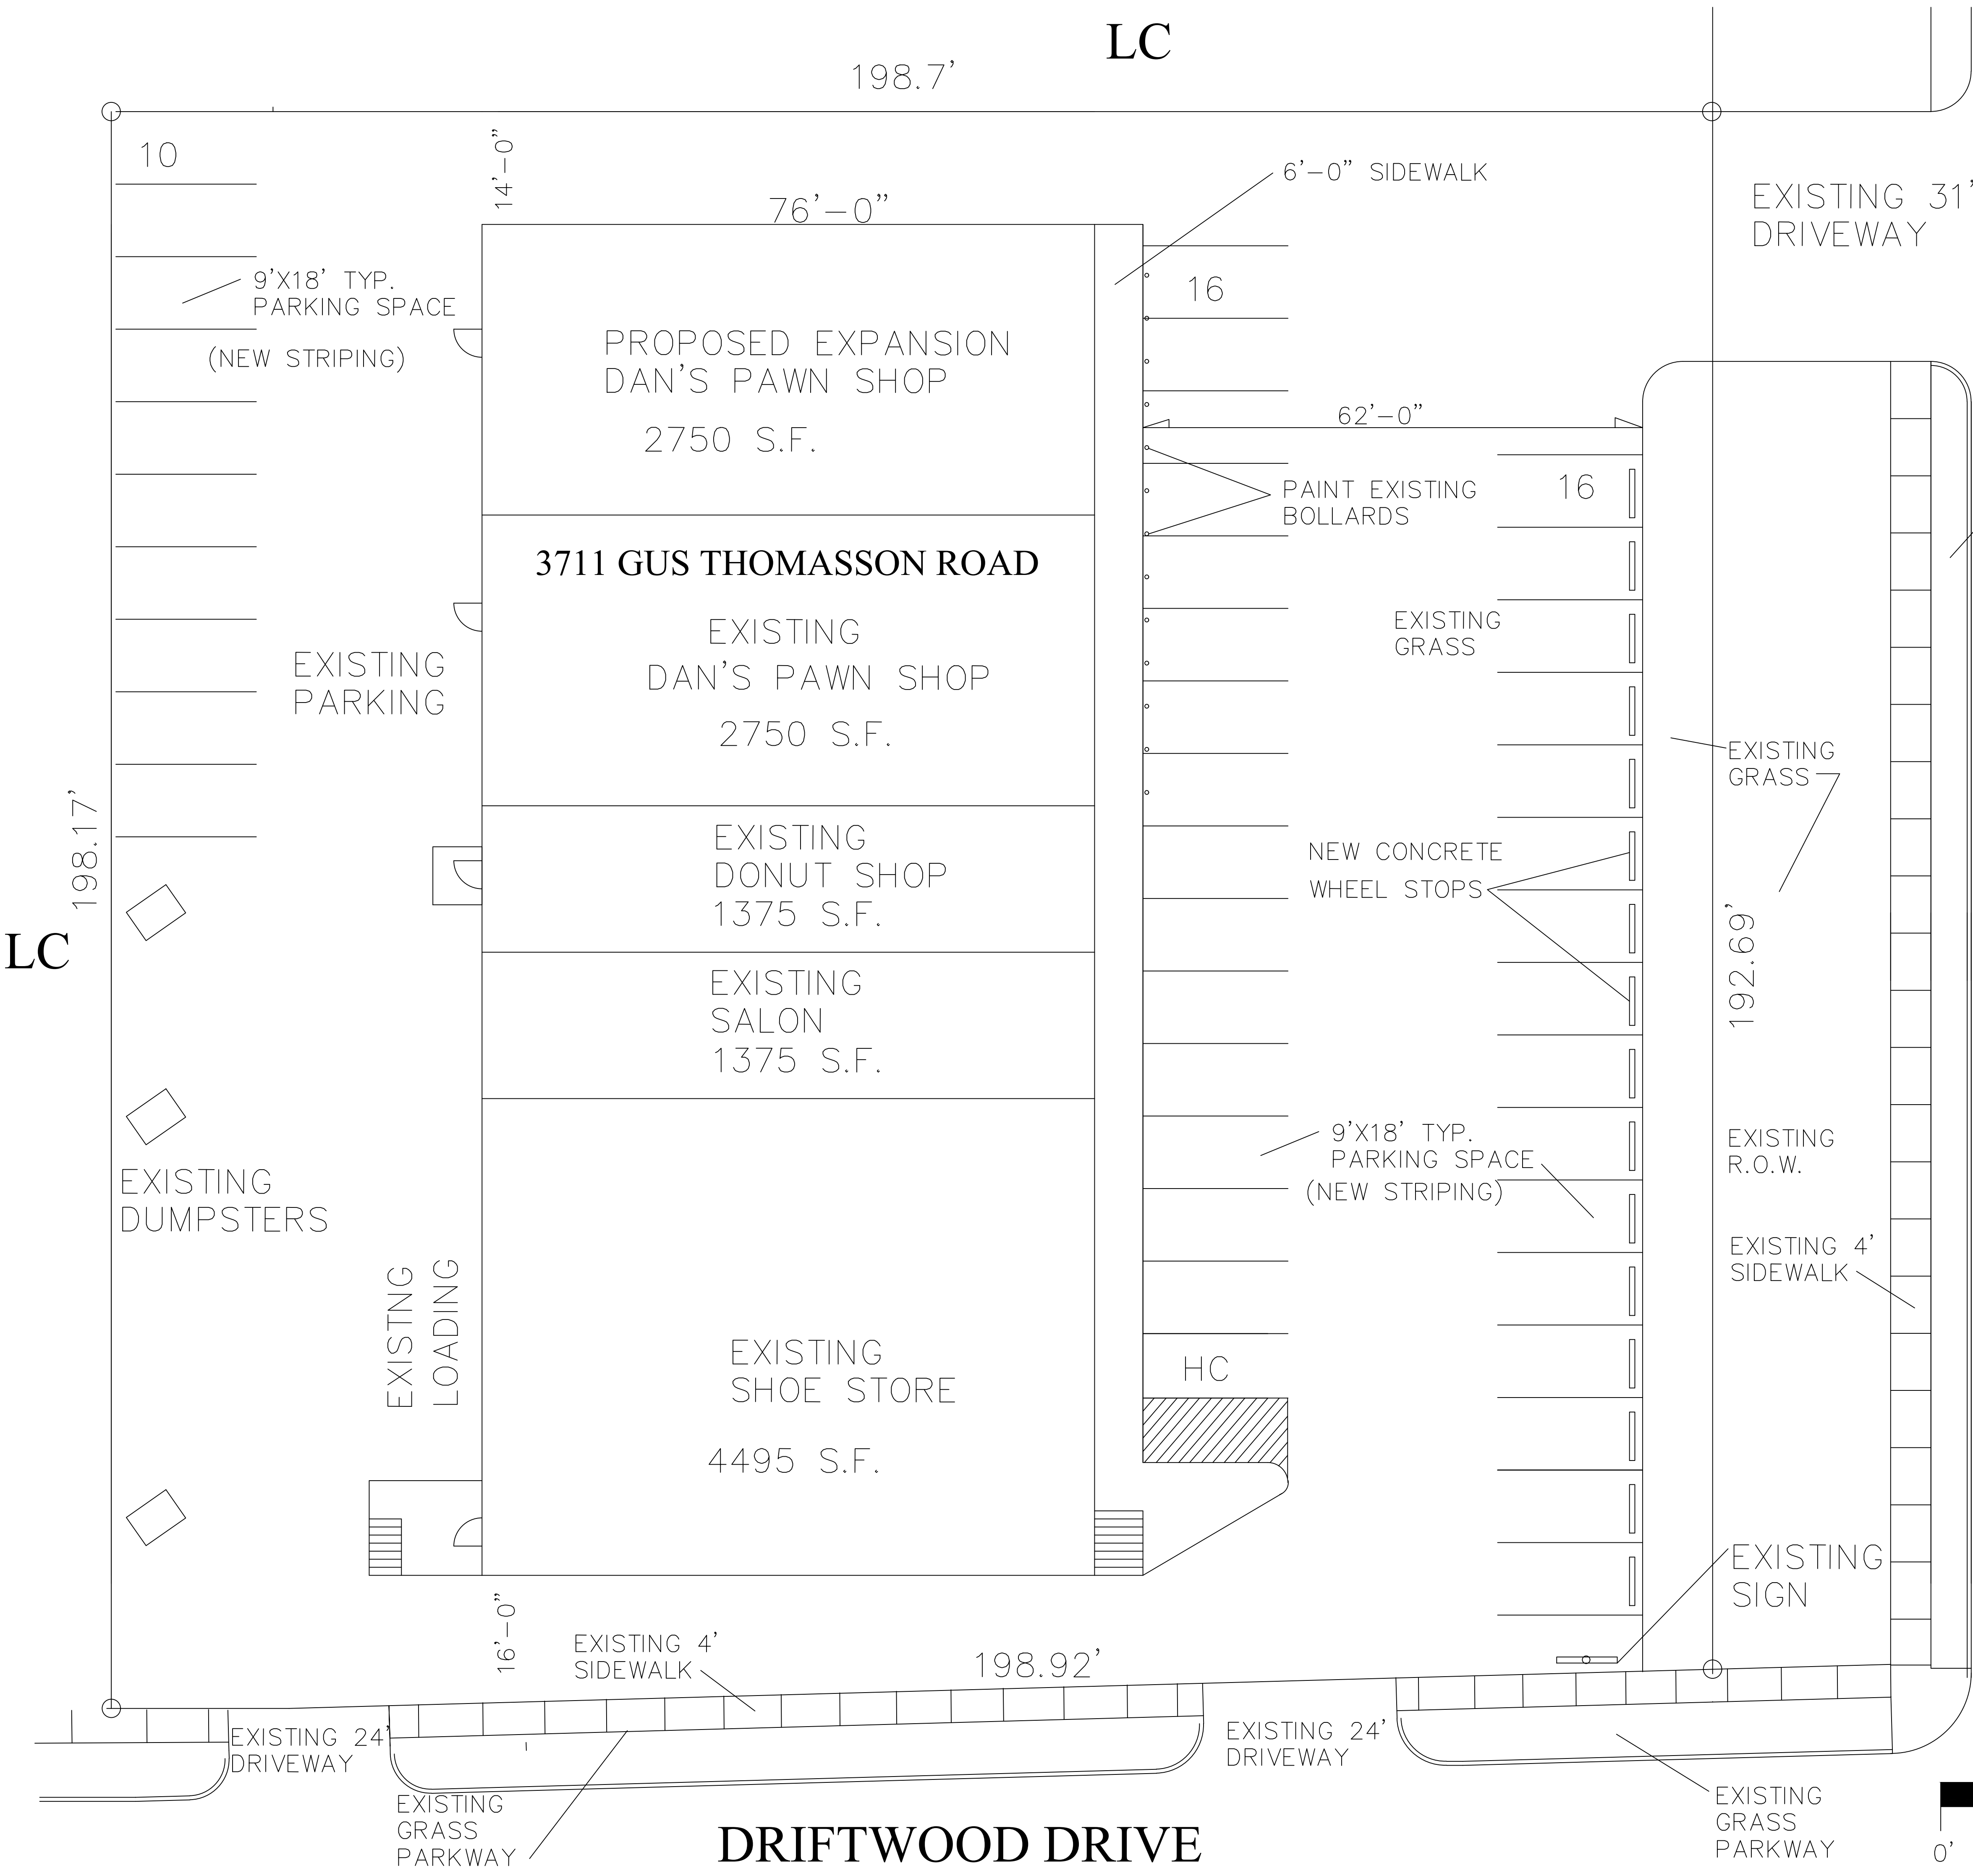 LC
198.7'
10
14'-0"
6'-0" SIDEWALK
76'-0"
EXISTING 31'
DRIVEWAY
9'X18' TYP.
PARKING SPACE
(NEW STRIPING)
16
PROPOSED EXPANSION
DAN'S PAWN SHOP
2750 S.F.
62'-0"
PAINT EXISTING
BOLLARDS
16
3711 GUS THOMASSON ROAD
EXISTING
DAN'S PAWN SHOP
2750 S.F.
EXISTING
GRASS
EXISTING
PARKING
EXISTING
GRASS
198.17'
EXISTING
DONUT SHOP
1375 S.F.
NEW CONCRETE
WHEEL STOPS
LC
192.69'
EXISTING
SALON
1375 S.F.
9'X18' TYP.
PARKING SPACE
(NEW STRIPING)
EXISTING
R.O.W.
EXISTING
DUMPSTERS
EXISTING 4'
SIDEWALK
EXISTNG
LOADING
EXISTING
SHOE STORE
4495 S.F.
HC
EXISTING
SIGN
16'-0"
EXISTING 4'
SIDEWALK
198.92'
EXISTING 24'
DRIVEWAY
EXISTING 24'
DRIVEWAY
EXISTING
GRASS
PARKWAY
DRIFTWOOD DRIVE
EXISTING
GRASS
PARKWAY
0'